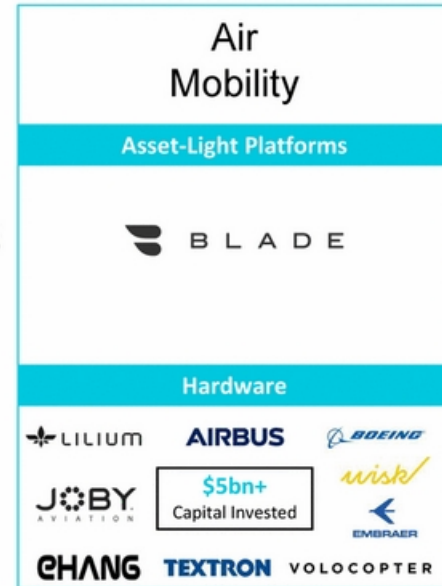 Air
Mobility
Asset-Light Platforms
BLADE
Hardware
LILIUM AIRBUS BOEING
wisk
JOBY
AVIATION
$5bn+
Capital Invested
EMBRAER
EHANG TEXTRON VOLOCOPTER